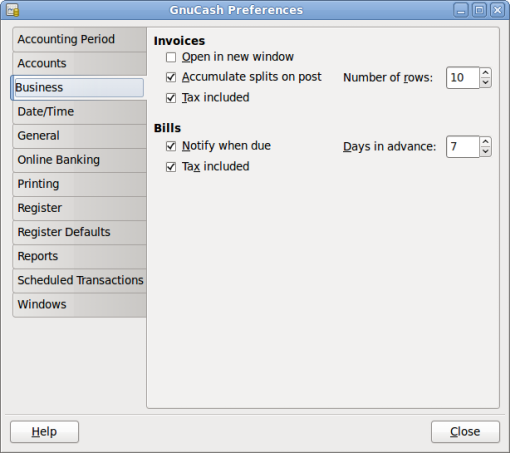 GnuCash Preferences
Accounting Period
Accounts
Business
Date/Time
General
Online Banking
Printing
Register
Register Defaults
Reports
Scheduled Transactions
Windows
Invoices
Open in new window
Accumulate splits on post Number of rows: 10
Tax included
Bills
Notify when due Days in advance: 7
Tax included
Help Close